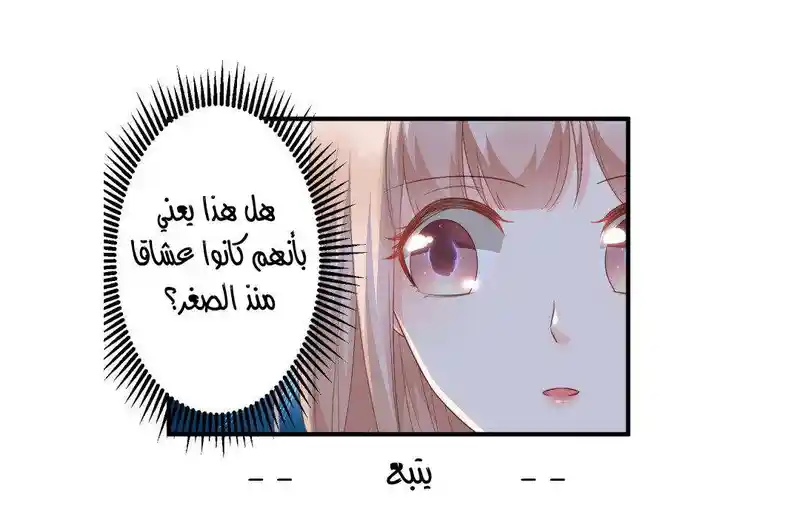 هل هذا يعني
بأنهم كانوا عشاقا
منذ الصغر؟
-- يتبع --